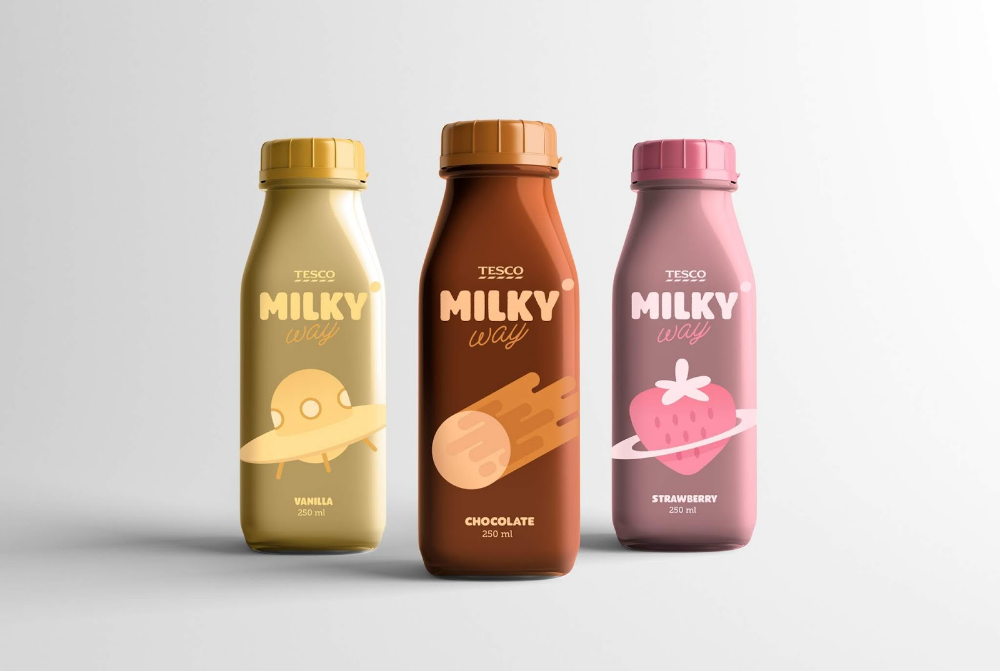 TESCO
MILKY
way
VANILLA
250 ml
TESCO
MILKY
way
CHOCOLATE
250 ml
TESCO
MILKY
way
STRAWBERRY
250 ml